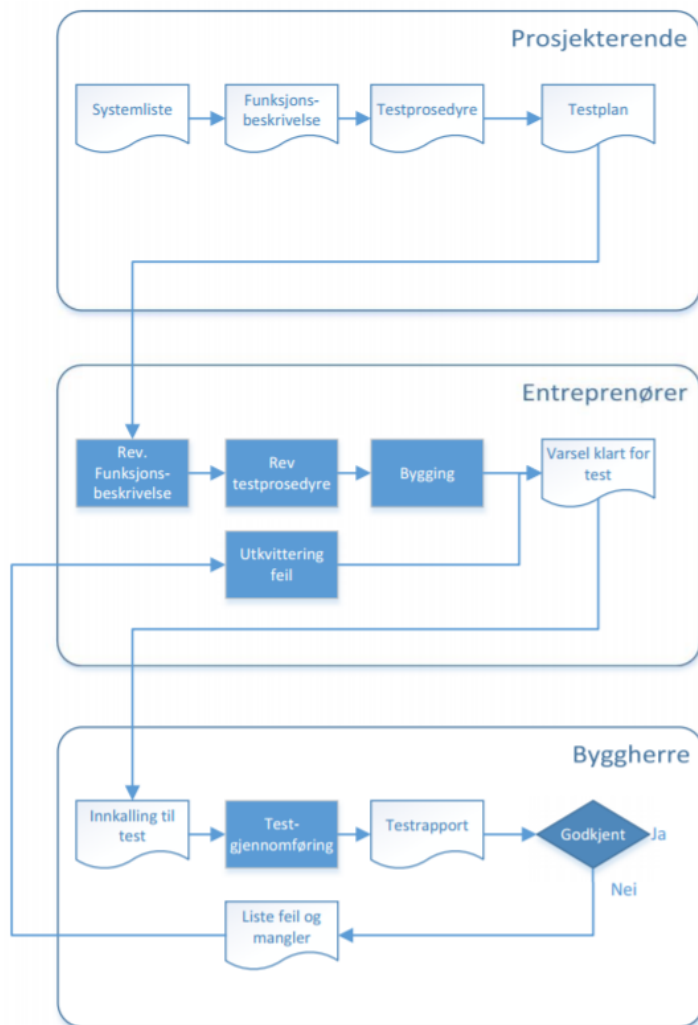 Prosjekterende
Systemliste
Funksjons-
beskrivelse
Testprosedyre
Testplan
Entreprenører
Rev.
Funksjons-
beskrivelse
Rev
testprosedyre
Bygging
Varsel klart for
test
Utkvittering
feil
Byggherre
Innkalling til
test
Test-
gjennomføring
Testrapport
Godkjent
Ja
Nei
Liste feil og
mangler